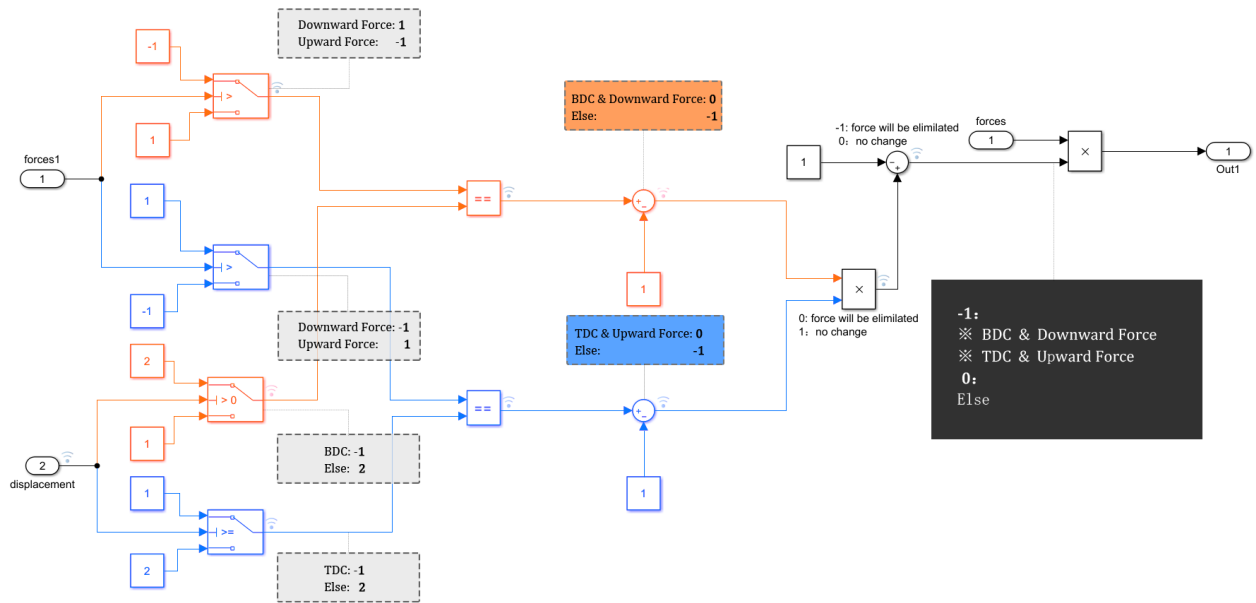 Downward Force: 1
Upward Force: -1
-1
>
1
forces1
1
1
>
-1
Downward Force: -1
Upward Force: 1
2
> 0
1
BDC: -1
Else: 2
2
displacement
1
>=
2
TDC: -1
Else: 2
==
==
BDC & Downward Force: 0
Else: -1
+
-
1
TDC & Upward Force: 0
Else: -1
+
-
1
×
0: force will be elimilated
1: no change
-1: force will be elimilated
0: no change
1
-
+
forces
1
×
1
Out1
-1:
※ BDC & Downward Force
※ TDC & Upward Force
0:
Else